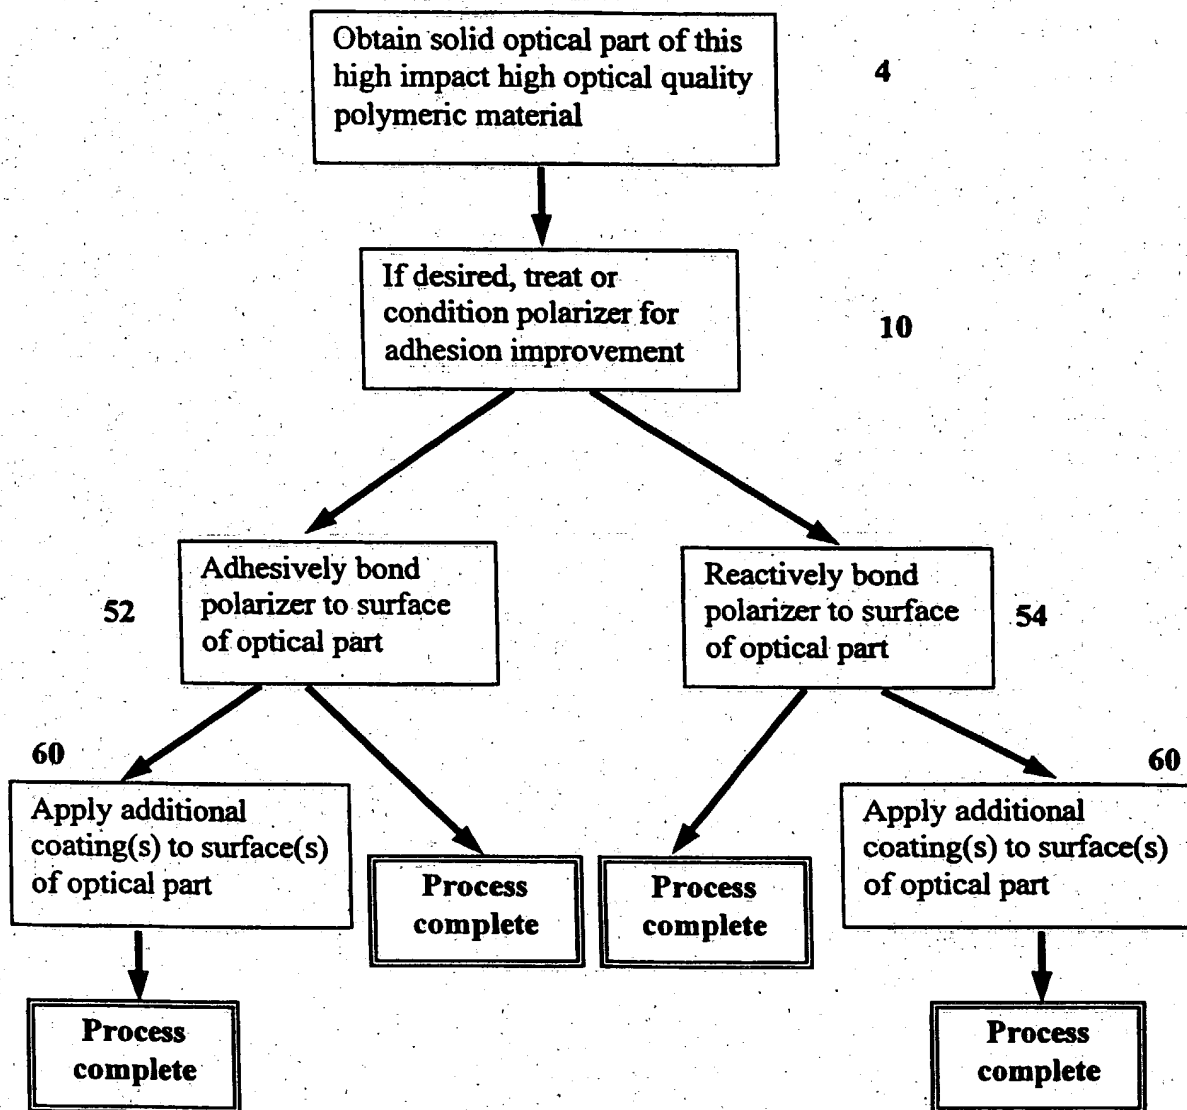 Obtain solid optical part of this
high impact high optical quality
polymeric material
4
If desired, treat or
condition polarizer for
adhesion improvement
10
52
Adhesively bond
polarizer to surface
of optical part
Reactively bond
polarizer to surface
of optical part
54
60
Apply additional
coating(s) to surface(s)
of optical part
Process
complete
Process
complete
60
Apply additional
coating(s) to surface(s)
of optical part
Process
complete
Process
complete